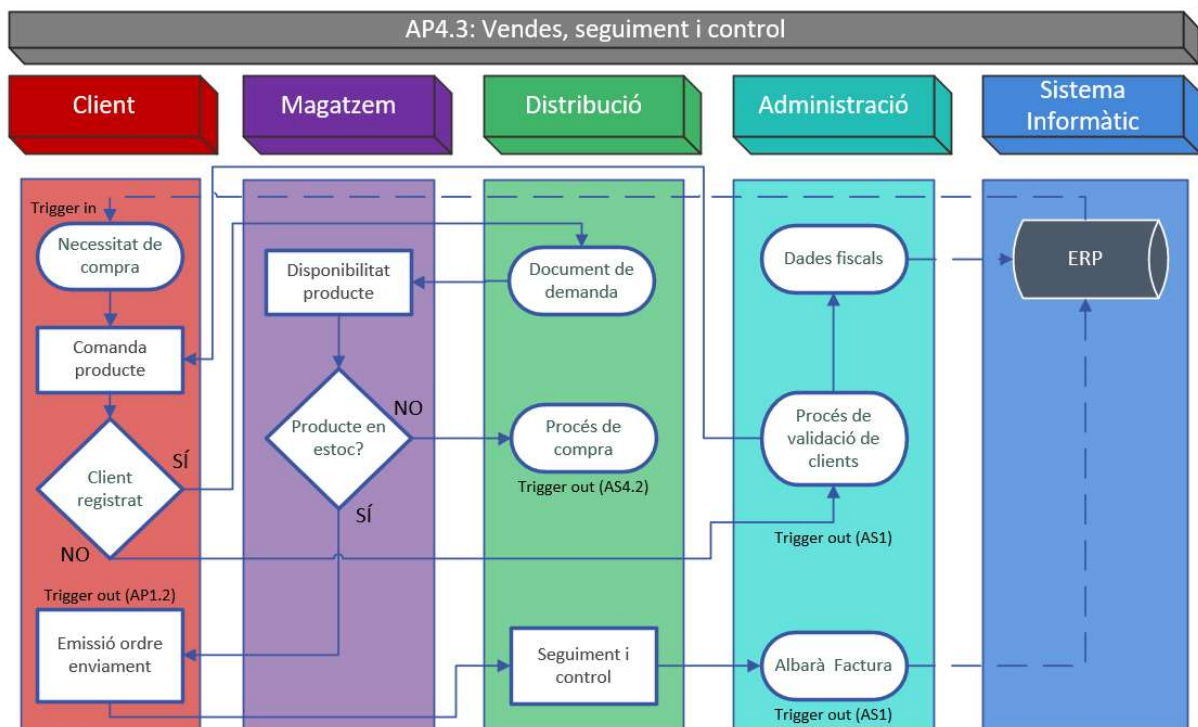 AP4.3: Vendes, seguiment i control
Client
Magatzem
Distribució
Administració
Sistema
Informàtic
Trigger in
Necessitat de
compra
Disponibilitat
producte
Document de
demanda
Dades fiscals
ERP
Comanda
producte
Client
registrat
SÍ
NO
Producte en
estoc?
NO
SÍ
Procés de
compra
Trigger out (AS4.2)
Procés de
validació de
clients
Trigger out (AS1)
Trigger out (AP1.2)
Emissió ordre
enviament
Seguiment i
control
Albarà Factura
Trigger out (AS1)